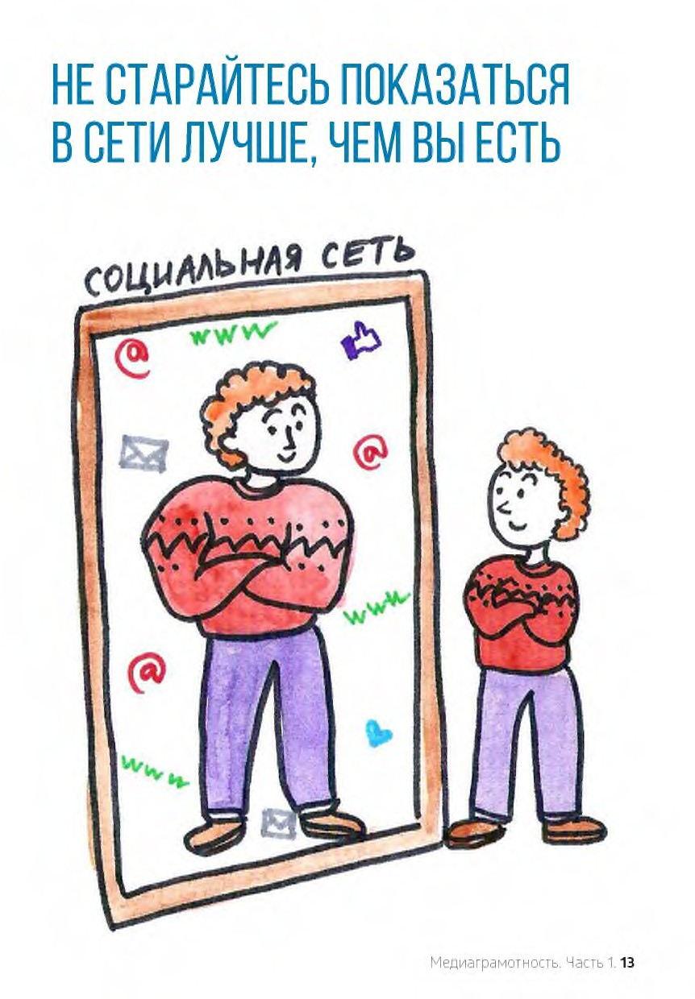 НЕ СТАРАЙТЕСЬ ПОКАЗАТЬСЯ
В СЕТИ ЛУЧШЕ, ЧЕМ ВЫ ЕСТЬ
СОЦИАЛЬНАЯ СЕТЬ
@ www
@
www
@
www
Медиаграмотность. Часть 1. 13